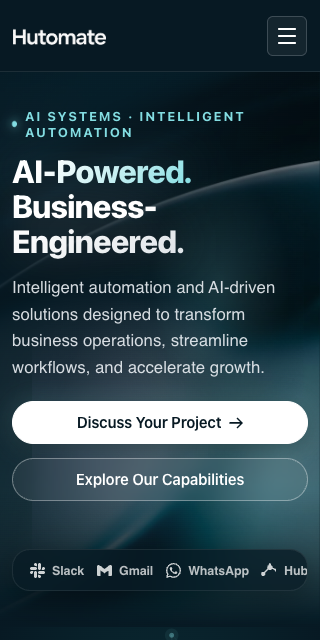 Hutomate
AI SYSTEMS · INTELLIGENT
AUTOMATION
AI-Powered.
Business-
Engineered.
Intelligent automation and AI-driven
solutions designed to transform
business operations, streamline
workflows, and accelerate growth.
Discuss Your Project →
Explore Our Capabilities
Slack Gmail WhatsApp Hub